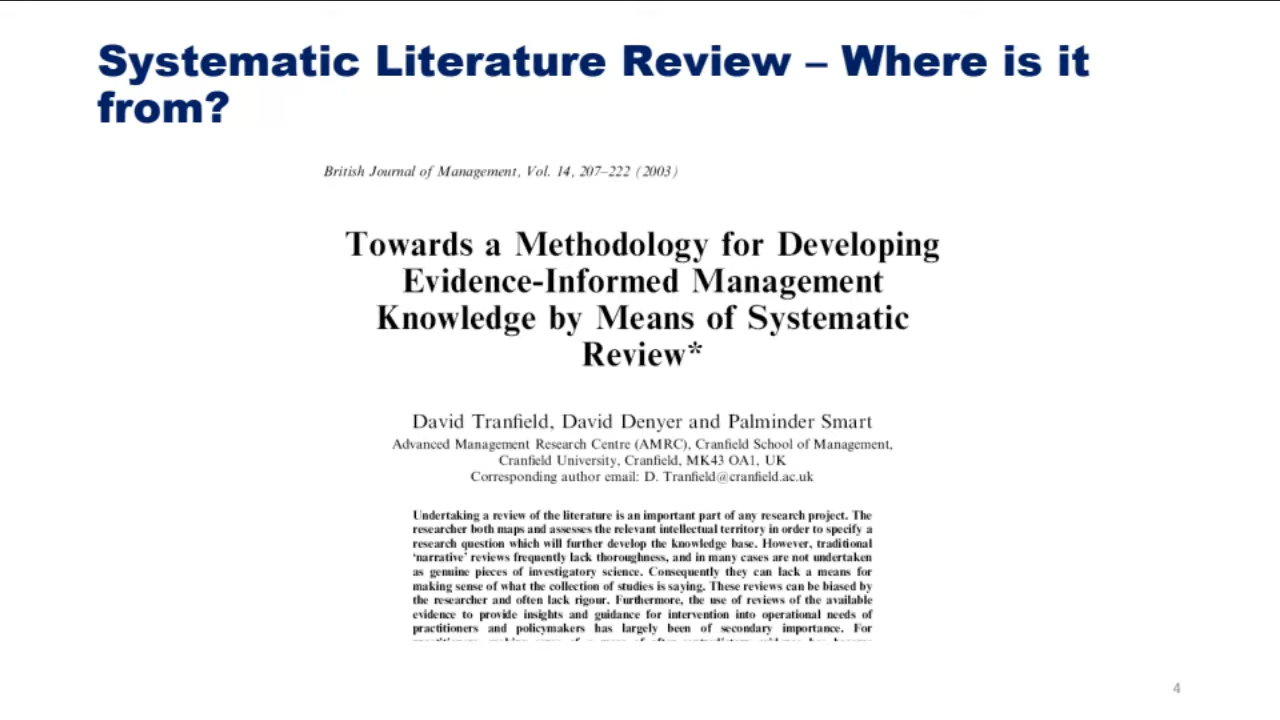 Systematic Literature Review – Where is it
from?
British Journal of Management, Vol. 14, 207–222 (2003)
Towards a Methodology for Developing
Evidence-Informed Management
Knowledge by Means of Systematic
Review*
David Tranfield, David Denyer and Palminder Smart
Advanced Management Research Centre (AMRC), Cranfield School of Management,
Cranfield University, Cranfield, MK43 OA1, UK
Corresponding author email: D. Tranfield@cranfield.ac.uk
Undertaking a review of the literature is an important part of any research project. The
researcher both maps and assesses the relevant intellectual territory in order to specify a
research question which will further develop the knowledge base. However, traditional
‘narrative’ reviews frequently lack thoroughness, and in many cases are not undertaken
as genuine pieces of investigatory science. Consequently they can lack a means for
making sense of what the collection of studies is saying. These reviews can be biased by
the researcher and often lack rigour. Furthermore, the use of reviews of the available
evidence to provide insights and guidance for intervention into operational needs of
practitioners and policymakers has largely been of secondary importance. For
4